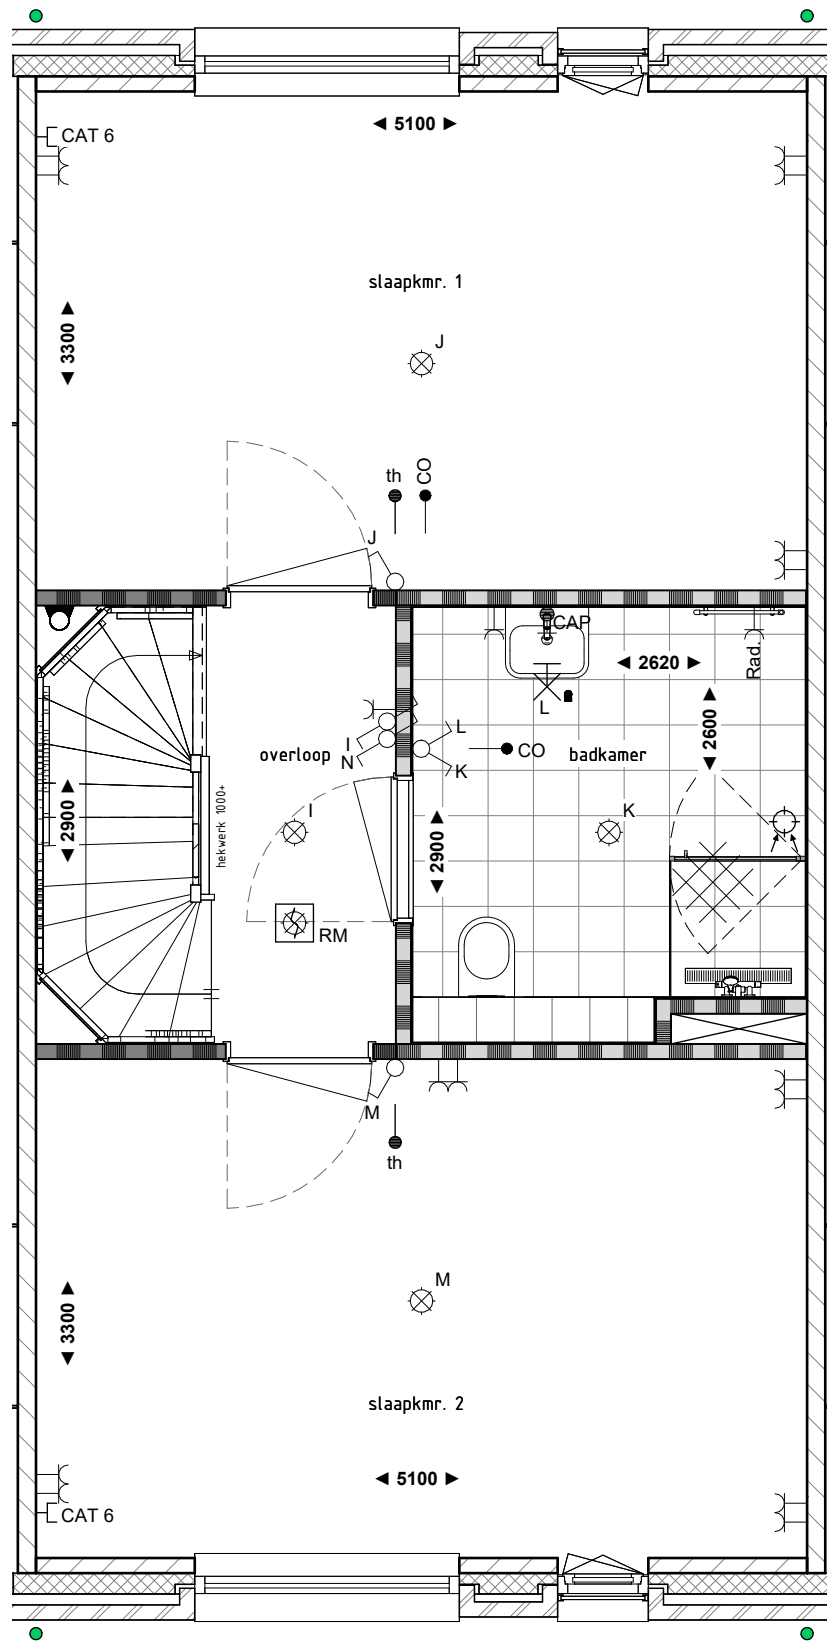 ◄ 5100 ►
CAT 6
slaapkmr. 1
◄ 3300 ►
J
th
CO
J
CAP
◄ 2620 ►
Rad.
L
◄ 2600 ►
L
I
overloop
N
CO
badkamer
K
◄ 2900 ►
hekwerk 1000+
I
◄ 2900 ►
K
RM
M
th
M
◄ 3300 ►
slaapkmr. 2
◄ 5100 ►
CAT 6